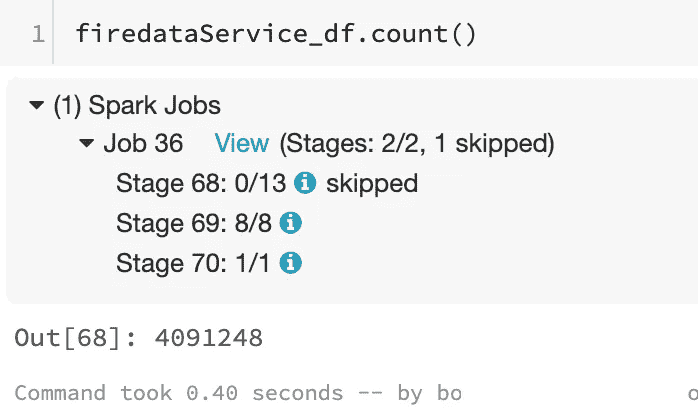 1 firedataService_df.count()
(1) Spark Jobs
Job 36 View (Stages: 2/2, 1 skipped)
Stage 68: 0/13 skipped
Stage 69: 8/8
Stage 70: 1/1
Out[68]: 4091248
Command took 0.40 seconds -- by bo